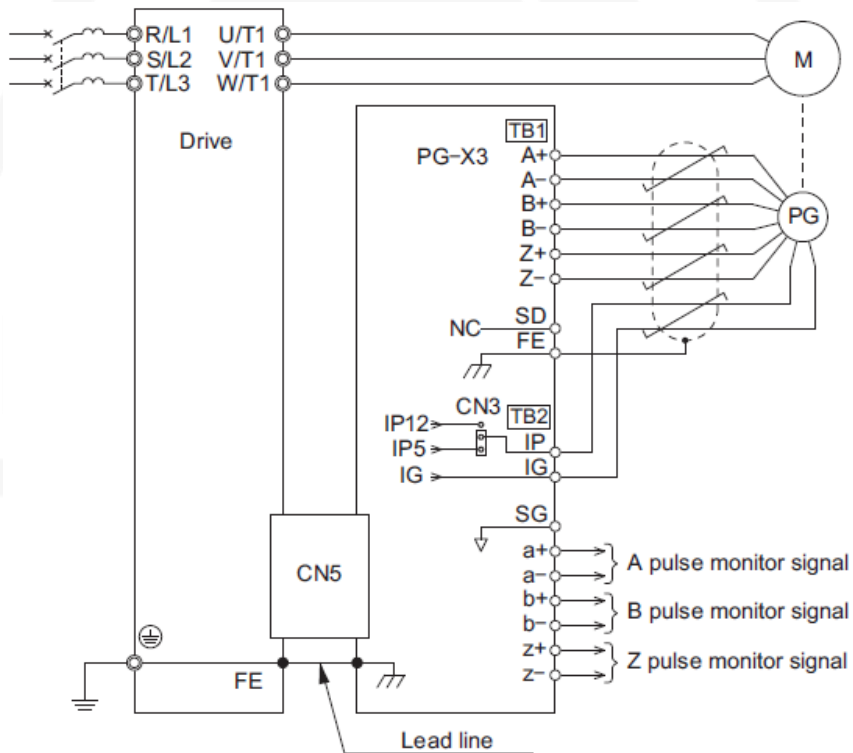 R/L1 U/T1
S/L2 V/T1
T/L3 W/T1
M
Drive
TB1
PG-X3
A+
A-
B+
B-
Z+
Z-
PG
NC
SD
FE
CN3
TB2
IP12
IP
IP5
IG
IG
SG
CN5
a+
a-
A pulse monitor signal
b+
b-
B pulse monitor signal
z+
z-
Z pulse monitor signal
FE
Lead line